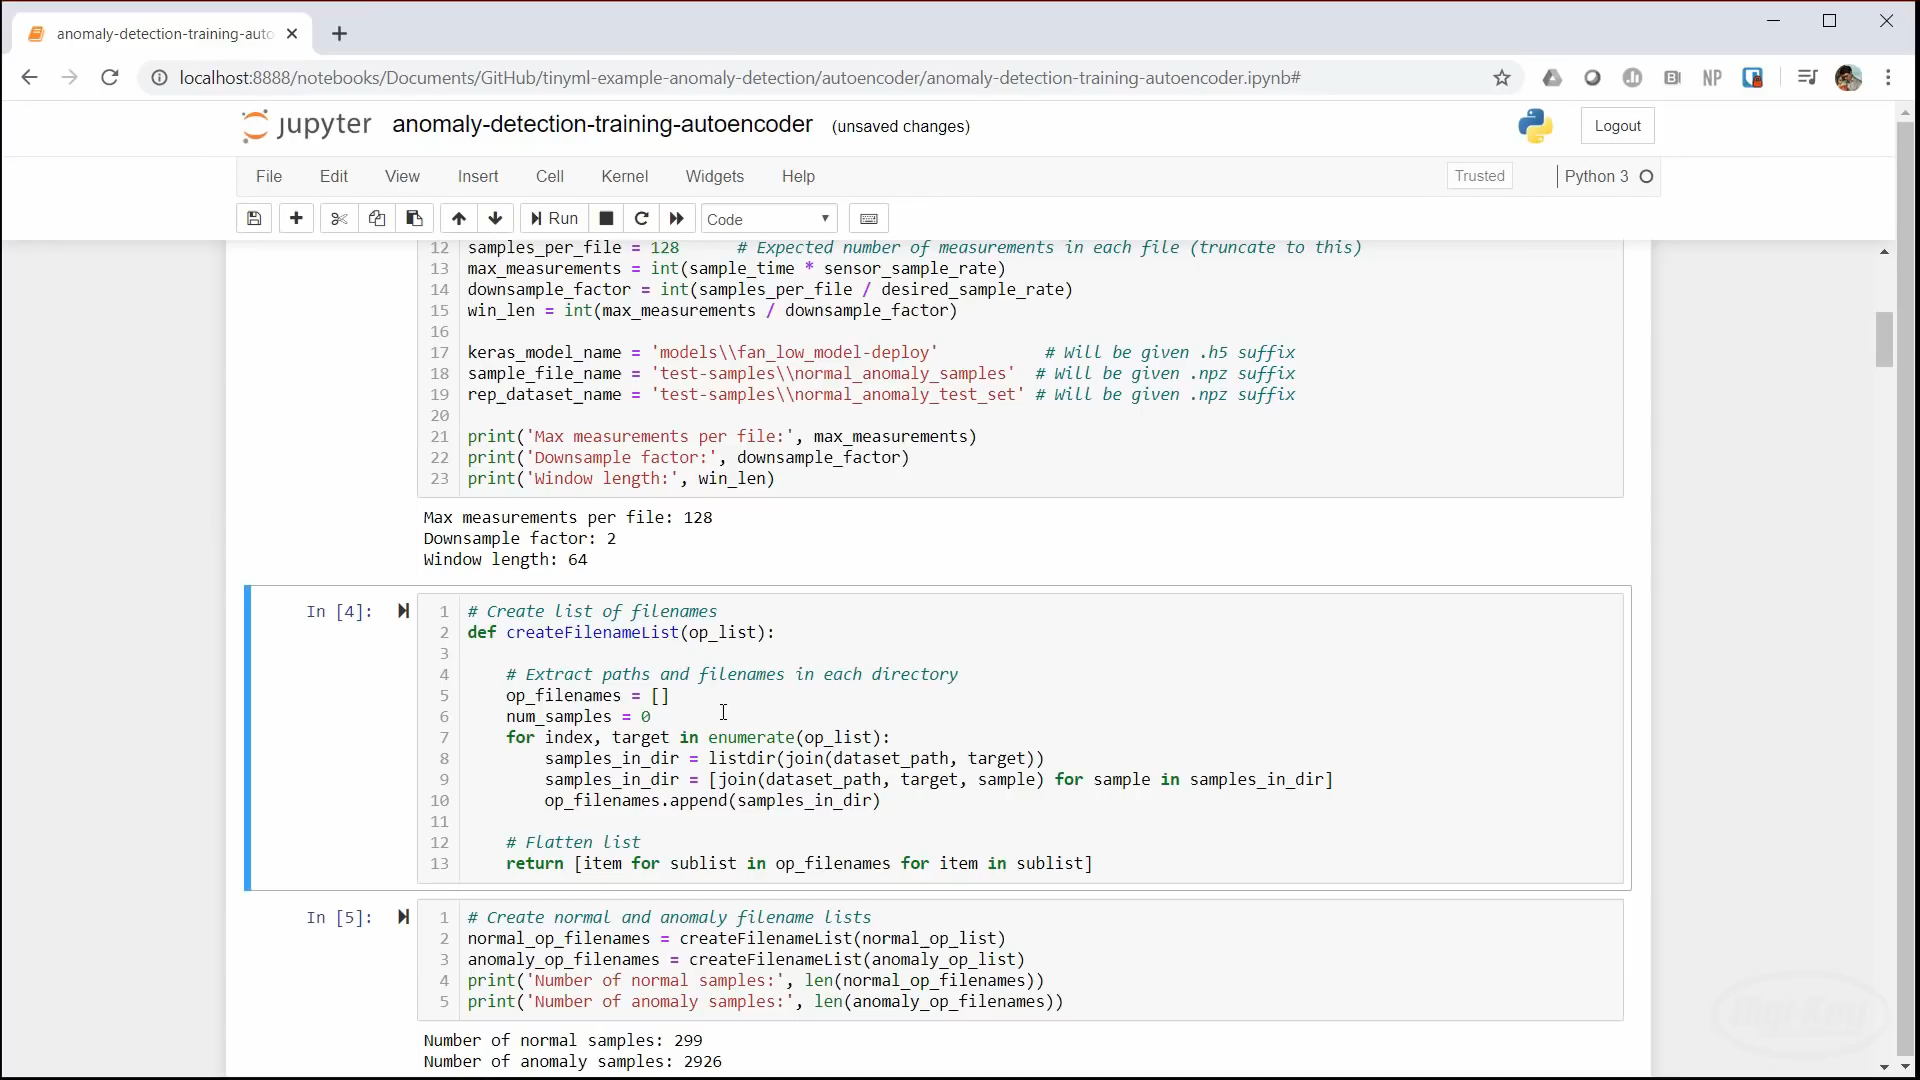 anomaly-detection-training-auto
localhost:8888/notebooks/Documents/GitHub/tinyml-example-anomaly-detection/autoencoder/anomaly-detection-training-autoencoder.ipynb#
NP
jupyter anomaly-detection-training-autoencoder (unsaved changes)
Logout
File Edit View Insert Cell Kernel Widgets Help Trusted Python 3
Run Code
12 samples_per_file = 128 # Expected number of measurements in each file (truncate to this)
13 max_measurements = int(sample_time * sensor_sample_rate)
14 downsample_factor = int(samples_per_file / desired_sample_rate)
15 win_len = int(max_measurements / downsample_factor)
16
17 keras_model_name = 'models\\fan_low_model-deploy' # Will be given .h5 suffix
18 sample_file_name = 'test-samples\\normal_anomaly_samples' # Will be given .npz suffix
19 rep_dataset_name = 'test-samples\\normal_anomaly_test_set' # Will be given .npz suffix
20
21 print('Max measurements per file:', max_measurements)
22 print('Downsample factor:', downsample_factor)
23 print('Window length:', win_len)
Max measurements per file: 128
Downsample factor: 2
Window length: 64
In [4]:
1 # Create list of filenames
2 def createFilenameList(op_list):
3
4 # Extract paths and filenames in each directory
5 op_filenames = []
6 num_samples = 0
7 for index, target in enumerate(op_list):
8 samples_in_dir = listdir(join(dataset_path, target))
9 samples_in_dir = [join(dataset_path, target, sample) for sample in samples_in_dir]
10 op_filenames.append(samples_in_dir)
11
12 # Flatten list
13 return [item for sublist in op_filenames for item in sublist]
In [5]:
1 # Create normal and anomaly filename lists
2 normal_op_filenames = createFilenameList(normal_op_list)
3 anomaly_op_filenames = createFilenameList(anomaly_op_list)
4 print('Number of normal samples:', len(normal_op_filenames))
5 print('Number of anomaly samples:', len(anomaly_op_filenames))
Number of normal samples: 299
Number of anomaly samples: 2926
Digi-Key